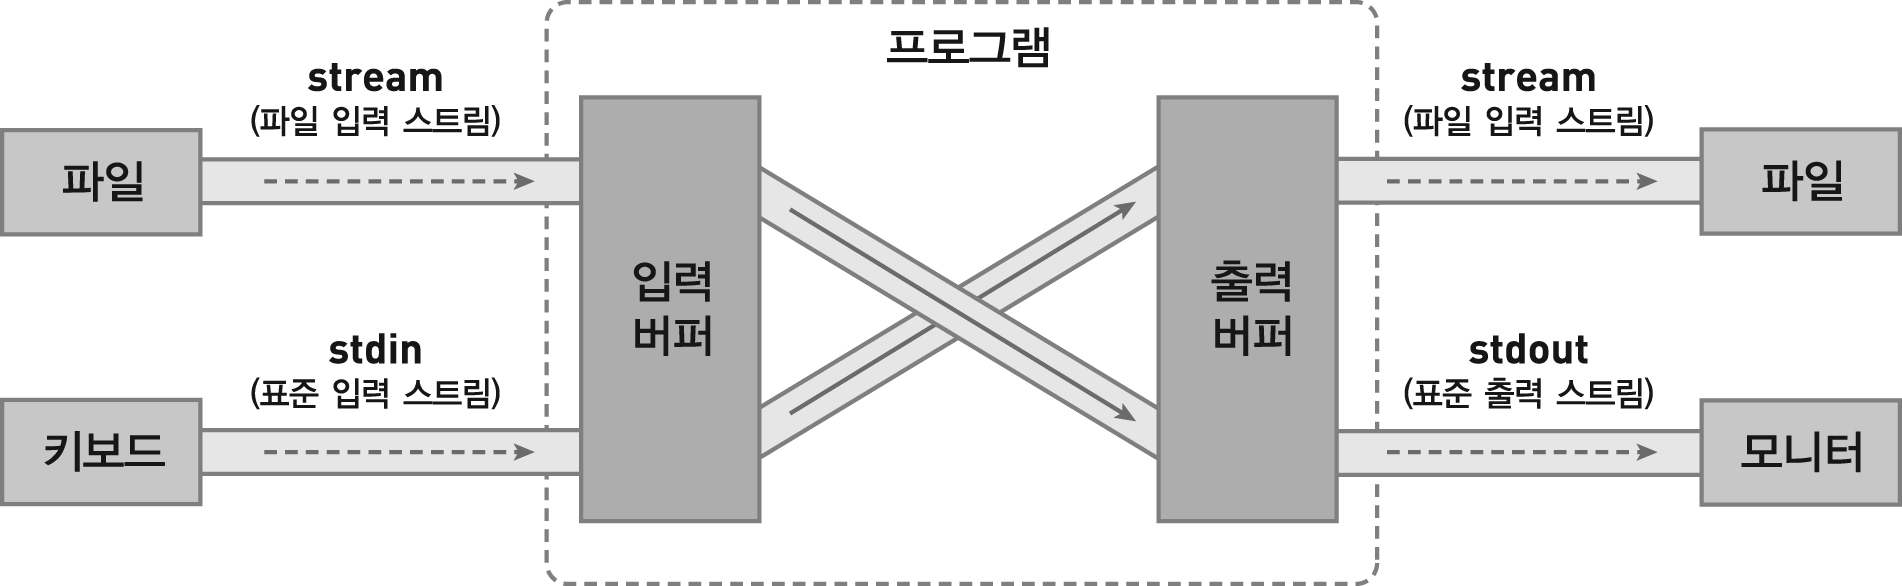 프로그램
stream
(파일 입력 스트림)
파일
stdin
(표준 입력 스트림)
키보드
입력
버퍼
출력
버퍼
stream
(파일 입력 스트림)
파일
stdout
(표준 출력 스트림)
모니터